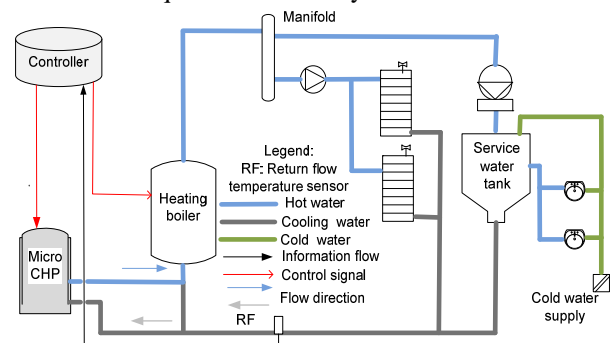 Manifold
Controller
Legend:
RF: Return flow
temperature sensor
Hot water
Cooling water
Cold water
Information flow
Control signal
Flow direction
RF
Heating
boiler
Micro
CHP
Service
water
tank
Cold water
supply